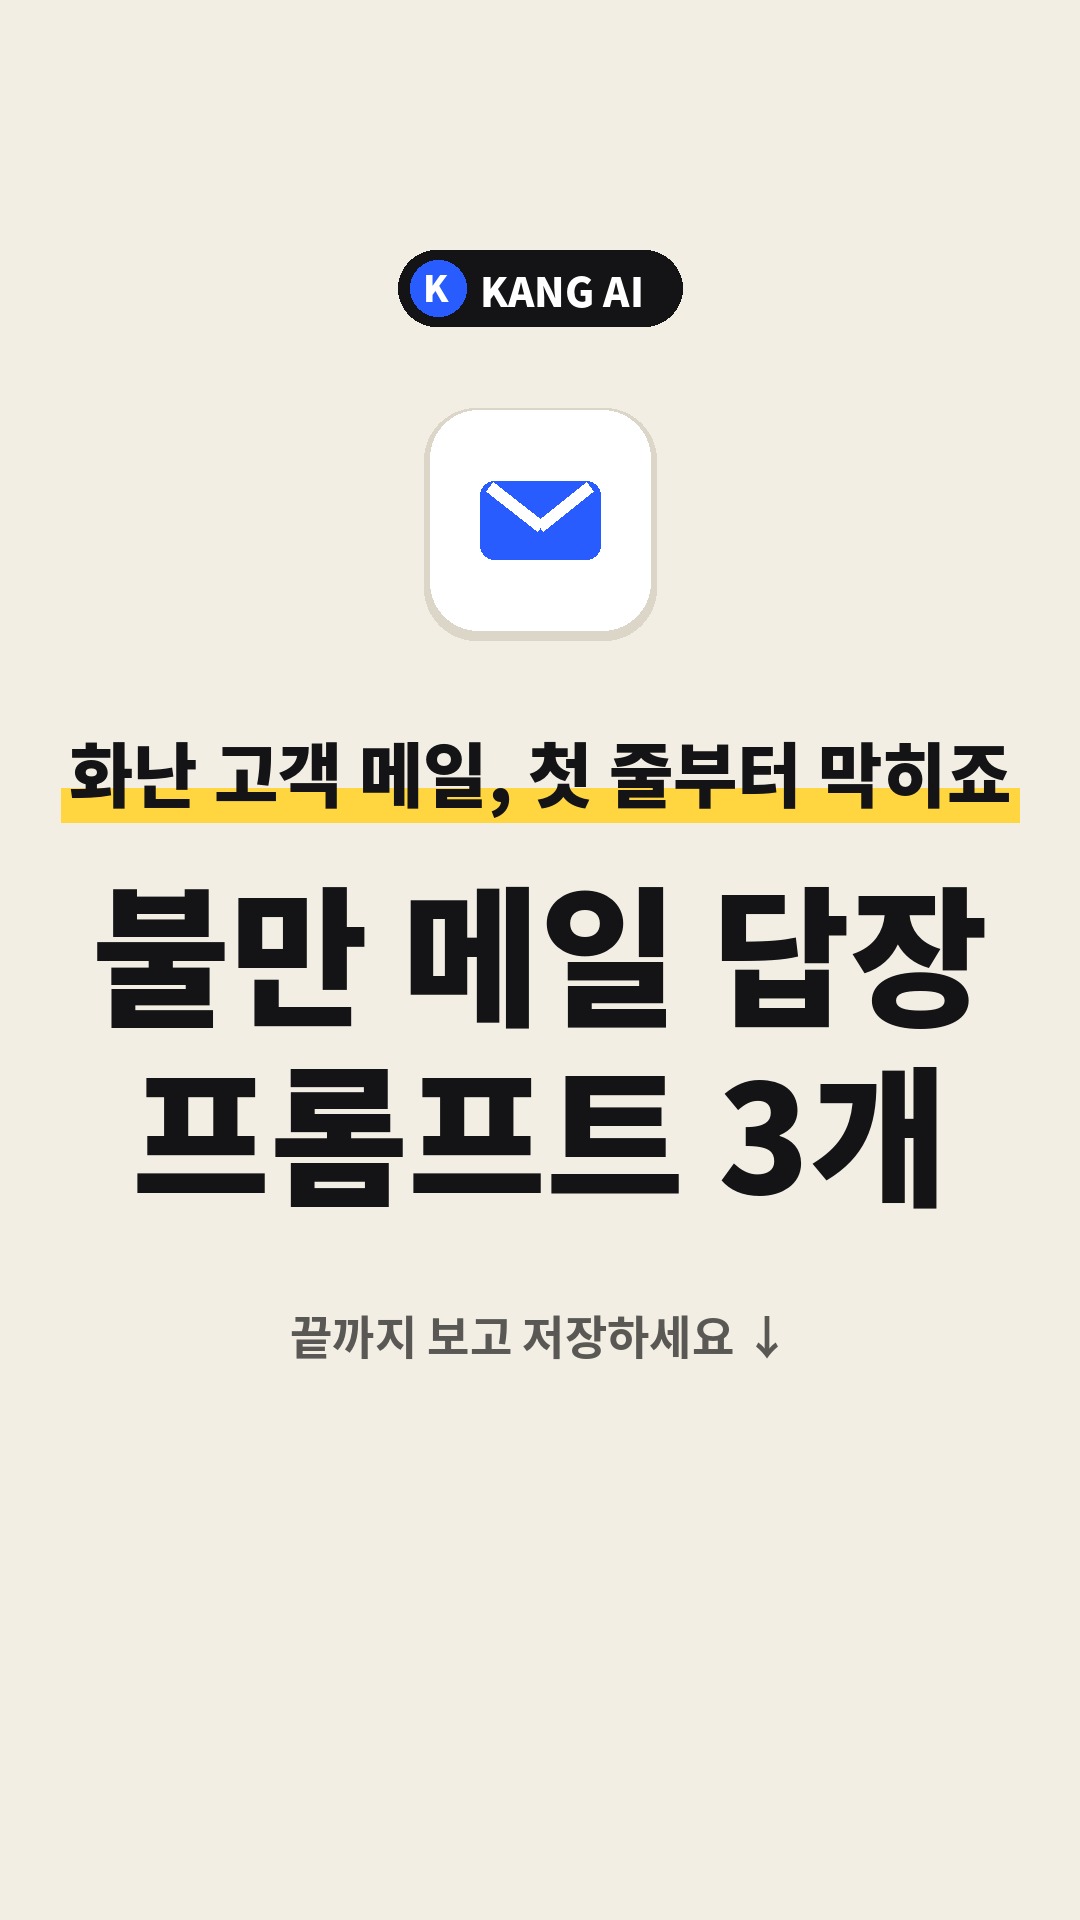 K KANG AI
화난 고객 메일, 첫 줄부터 막히죠
불만 메일 답장
프롬프트 3개
끝까지 보고 저장하세요 ↓